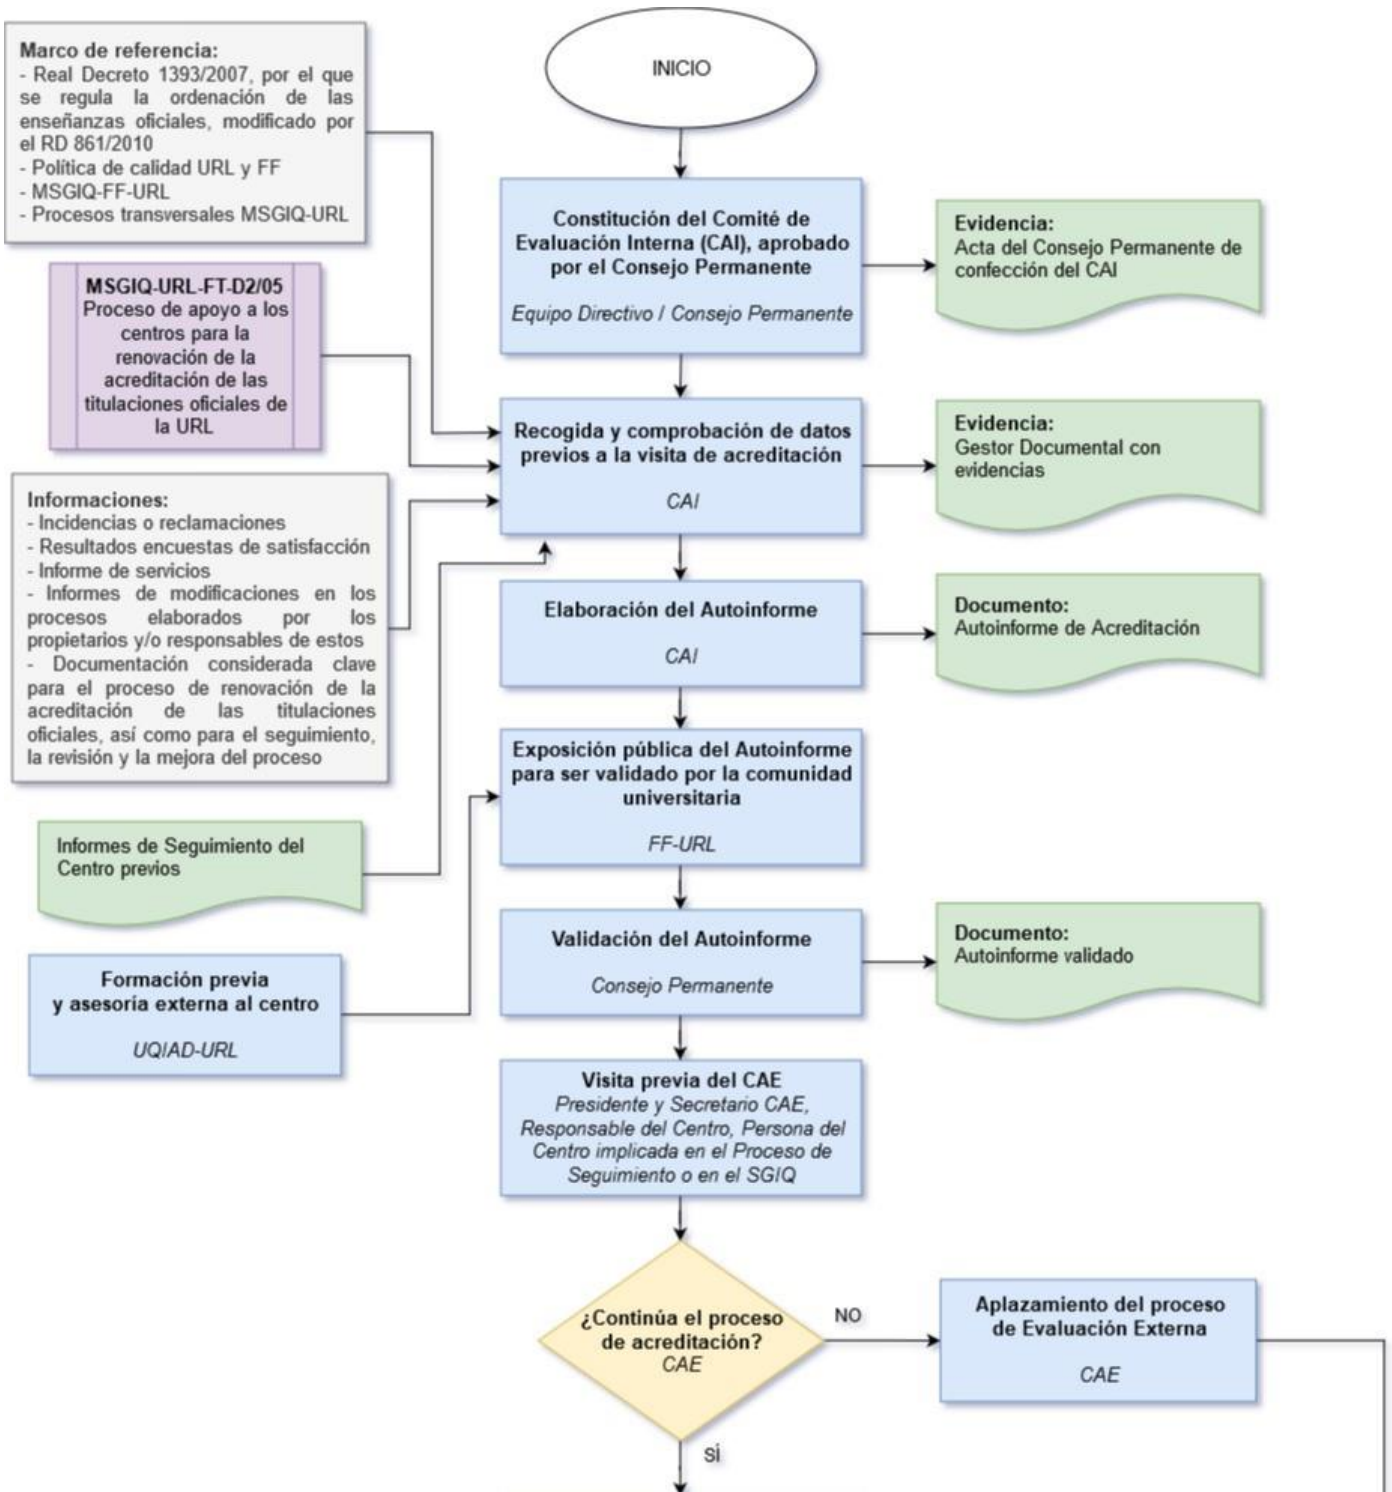 INICIO
Marco de referencia:
- Real Decreto 1393/2007, por el que
se regula la ordenación de las
enseñanzas oficiales, modificado por
el RD 861/2010
- Política de calidad URL y FF
- MSGIQ-FF-URL
- Procesos transversales MSGIQ-URL
Constitución del Comité de
Evaluación Interna (CAI), aprobado
por el Consejo Permanente
Equipo Directivo / Consejo Permanente
Evidencia:
Acta del Consejo Permanente de
confección del CAI
MSGIQ-URL-FT-D2/05
Proceso de apoyo a los
centros para la
renovación de la
acreditación de las
titulaciones oficiales de
la URL
Recogida y comprobación de datos
previos a la visita de acreditación
CAI
Evidencia:
Gestor Documental con
evidencias
Informaciones:
- Incidencias o reclamaciones
- Resultados encuestas de satisfacción
- Informe de servicios
- Informes de modificaciones en los
procesos elaborados por los
propietarios y/o responsables de estos
- Documentación considerada clave
para el proceso de renovación de la
acreditación de las titulaciones
oficiales, así como para el seguimiento,
la revisión y la mejora del proceso
Elaboración del Autoinforme
CAI
Documento:
Autoinforme de Acreditación
Exposición pública del Autoinforme
para ser validado por la comunidad
universitaria
FF-URL
Informes de Seguimiento del
Centro previos
Validación del Autoinforme
Consejo Permanente
Documento:
Autoinforme validado
Formación previa
y asesoría externa al centro
UQIAD-URL
Visita previa del CAE
Presidente y Secretario CAE,
Responsable del Centro, Persona del
Centro implicada en el Proceso de
Seguimiento o en el SGIQ
¿Continúa el proceso
de acreditación?
CAE
NO
Aplazamiento del proceso
de Evaluación Externa
CAE
SÍ